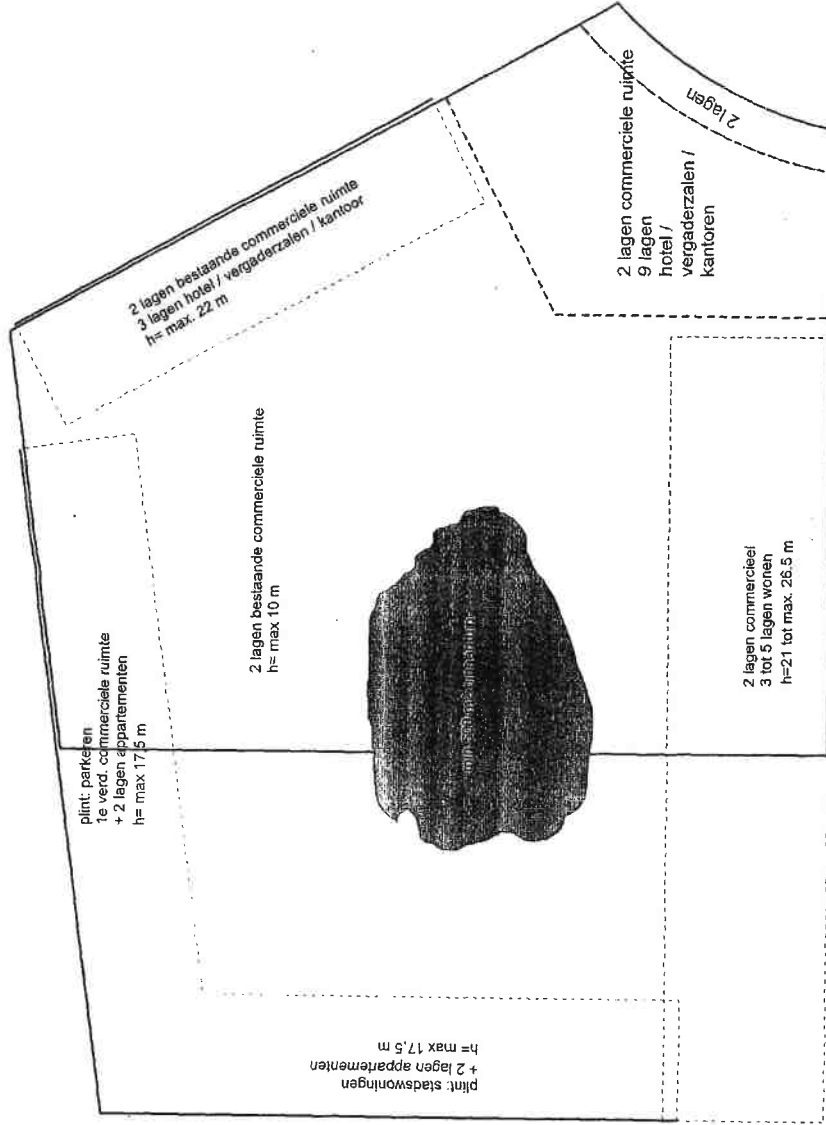 2 lagen bestaande commerciele ruimte
3 lagen hotel / vergaderzalen / kantoor
h= max. 22 m
2 lagen commerciele ruimte
9 lagen
hotel /
vergaderzalen /
kantoren
2 lagen
plint: parkeren
1e verd. commerciele ruimte
+ 2 lagen appartementen
h= max 17,5 m
2 lagen bestaande commerciele ruimte
h= max 10 m
2 lagen commercieel
3 tot 5 lagen wonen
h=21 tot max. 26.5 m
plint: stadswoningen
+ 2 lagen appartementen
h= max 17,5 m